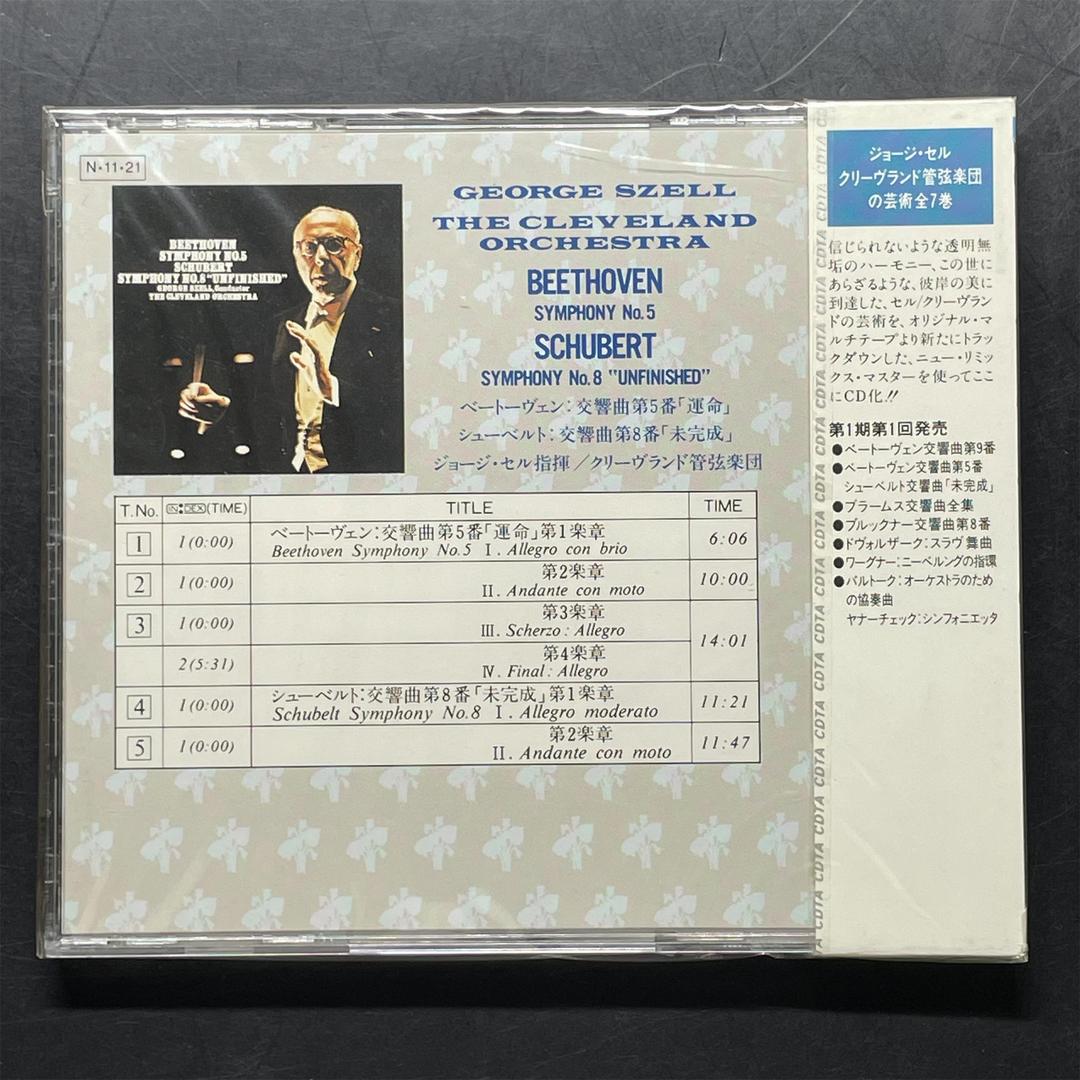 N・11・21
BEETHOVEN
SYMPHONY NO.5
SCHUBERT
SYMPHONY NO.8 "UNFINISHED"
GEORGE SZELL, Conductor
THE CLEVELAND ORCHESTRA
GEORGE SZELL
THE CLEVELAND
ORCHESTRA
BEETHOVEN
SYMPHONY No.5
SCHUBERT
SYMPHONY No.8 "UNFINISHED"
ベートーヴェン:交響曲第5番「運命」
シューベルト:交響曲第8番「未完成」
ジョージ・セル指揮/クリーヴランド管弦楽団
T.No. INDEX(TIME) TITLE TIME
1 1(0:00) ベートーヴェン:交響曲第5番「運命」第1楽章
Beethoven Symphony No.5 I. Allegro con brio 6:06
2 1(0:00) 第2楽章
II. Andante con moto 10:00
3 1(0:00) 第3楽章
III. Scherzo: Allegro 14:01
2(5:31) 第4楽章
IV. Final: Allegro
4 1(0:00) シューベルト:交響曲第8番「未完成」第1楽章
Schubelt Symphony No.8 I. Allegro moderato 11:21
5 1(0:00) 第2楽章
II. Andante con moto 11:47
CDTA CDTA CDTA CDTA CDTA CDTA CDTA CDTA CDTA CDTA CDTA CDTA
ジョージ・セル
クリーヴランド管弦楽団
の芸術全7巻
信じられないような透明無
垢のハーモニー、この世に
あらざるような、彼岸の美に
到達した、セル/クリーヴラン
ドの芸術を、オリジナル・マ
ルチテープより新たにトラッ
クダウンした、ニュー・リミッ
クス・マスターを使ってここ
にCD化!!
第1期第1回発売
●ベートーヴェン交響曲第9番
●ベートーヴェン交響曲第5番
シューベルト交響曲「未完成」
●ブラームス交響曲全集
●ブルックナー交響曲第8番
●ドヴォルザーク:スラヴ舞曲
●ワーグナー:ニーベルングの指環
●バルトーク:オーケストラのため
の協奏曲
ヤナーチェック:シンフォニエッタ